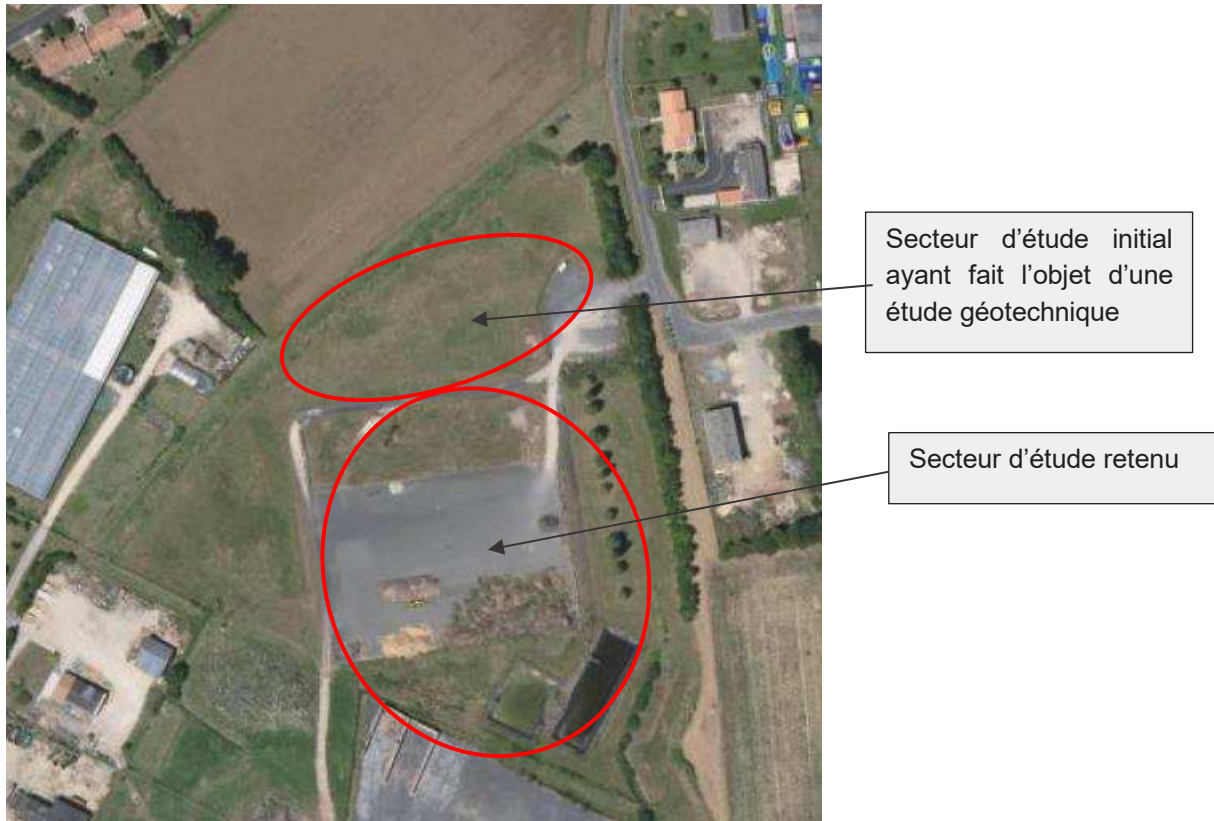 Secteur d'étude initial
ayant fait l'objet d'une
étude géotechnique
Secteur d'étude retenu